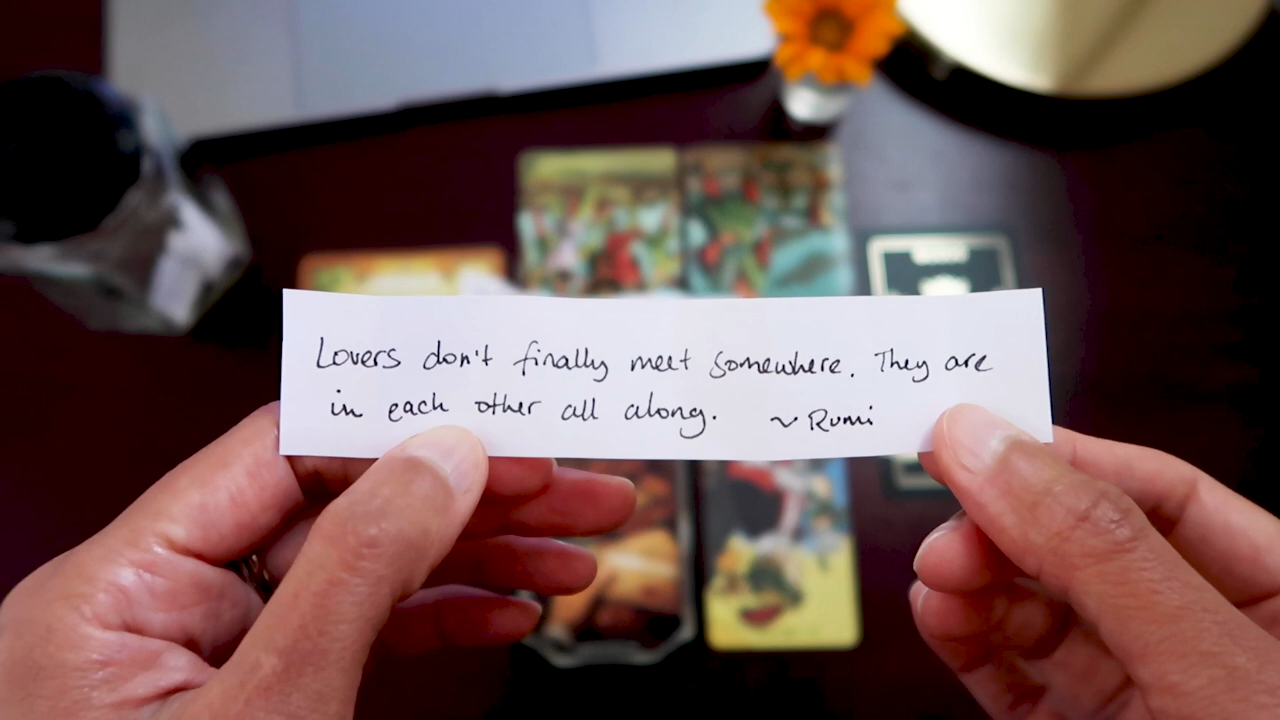 Lovers don't finally meet somewhere. They are
in each other all along. ~ Rumi